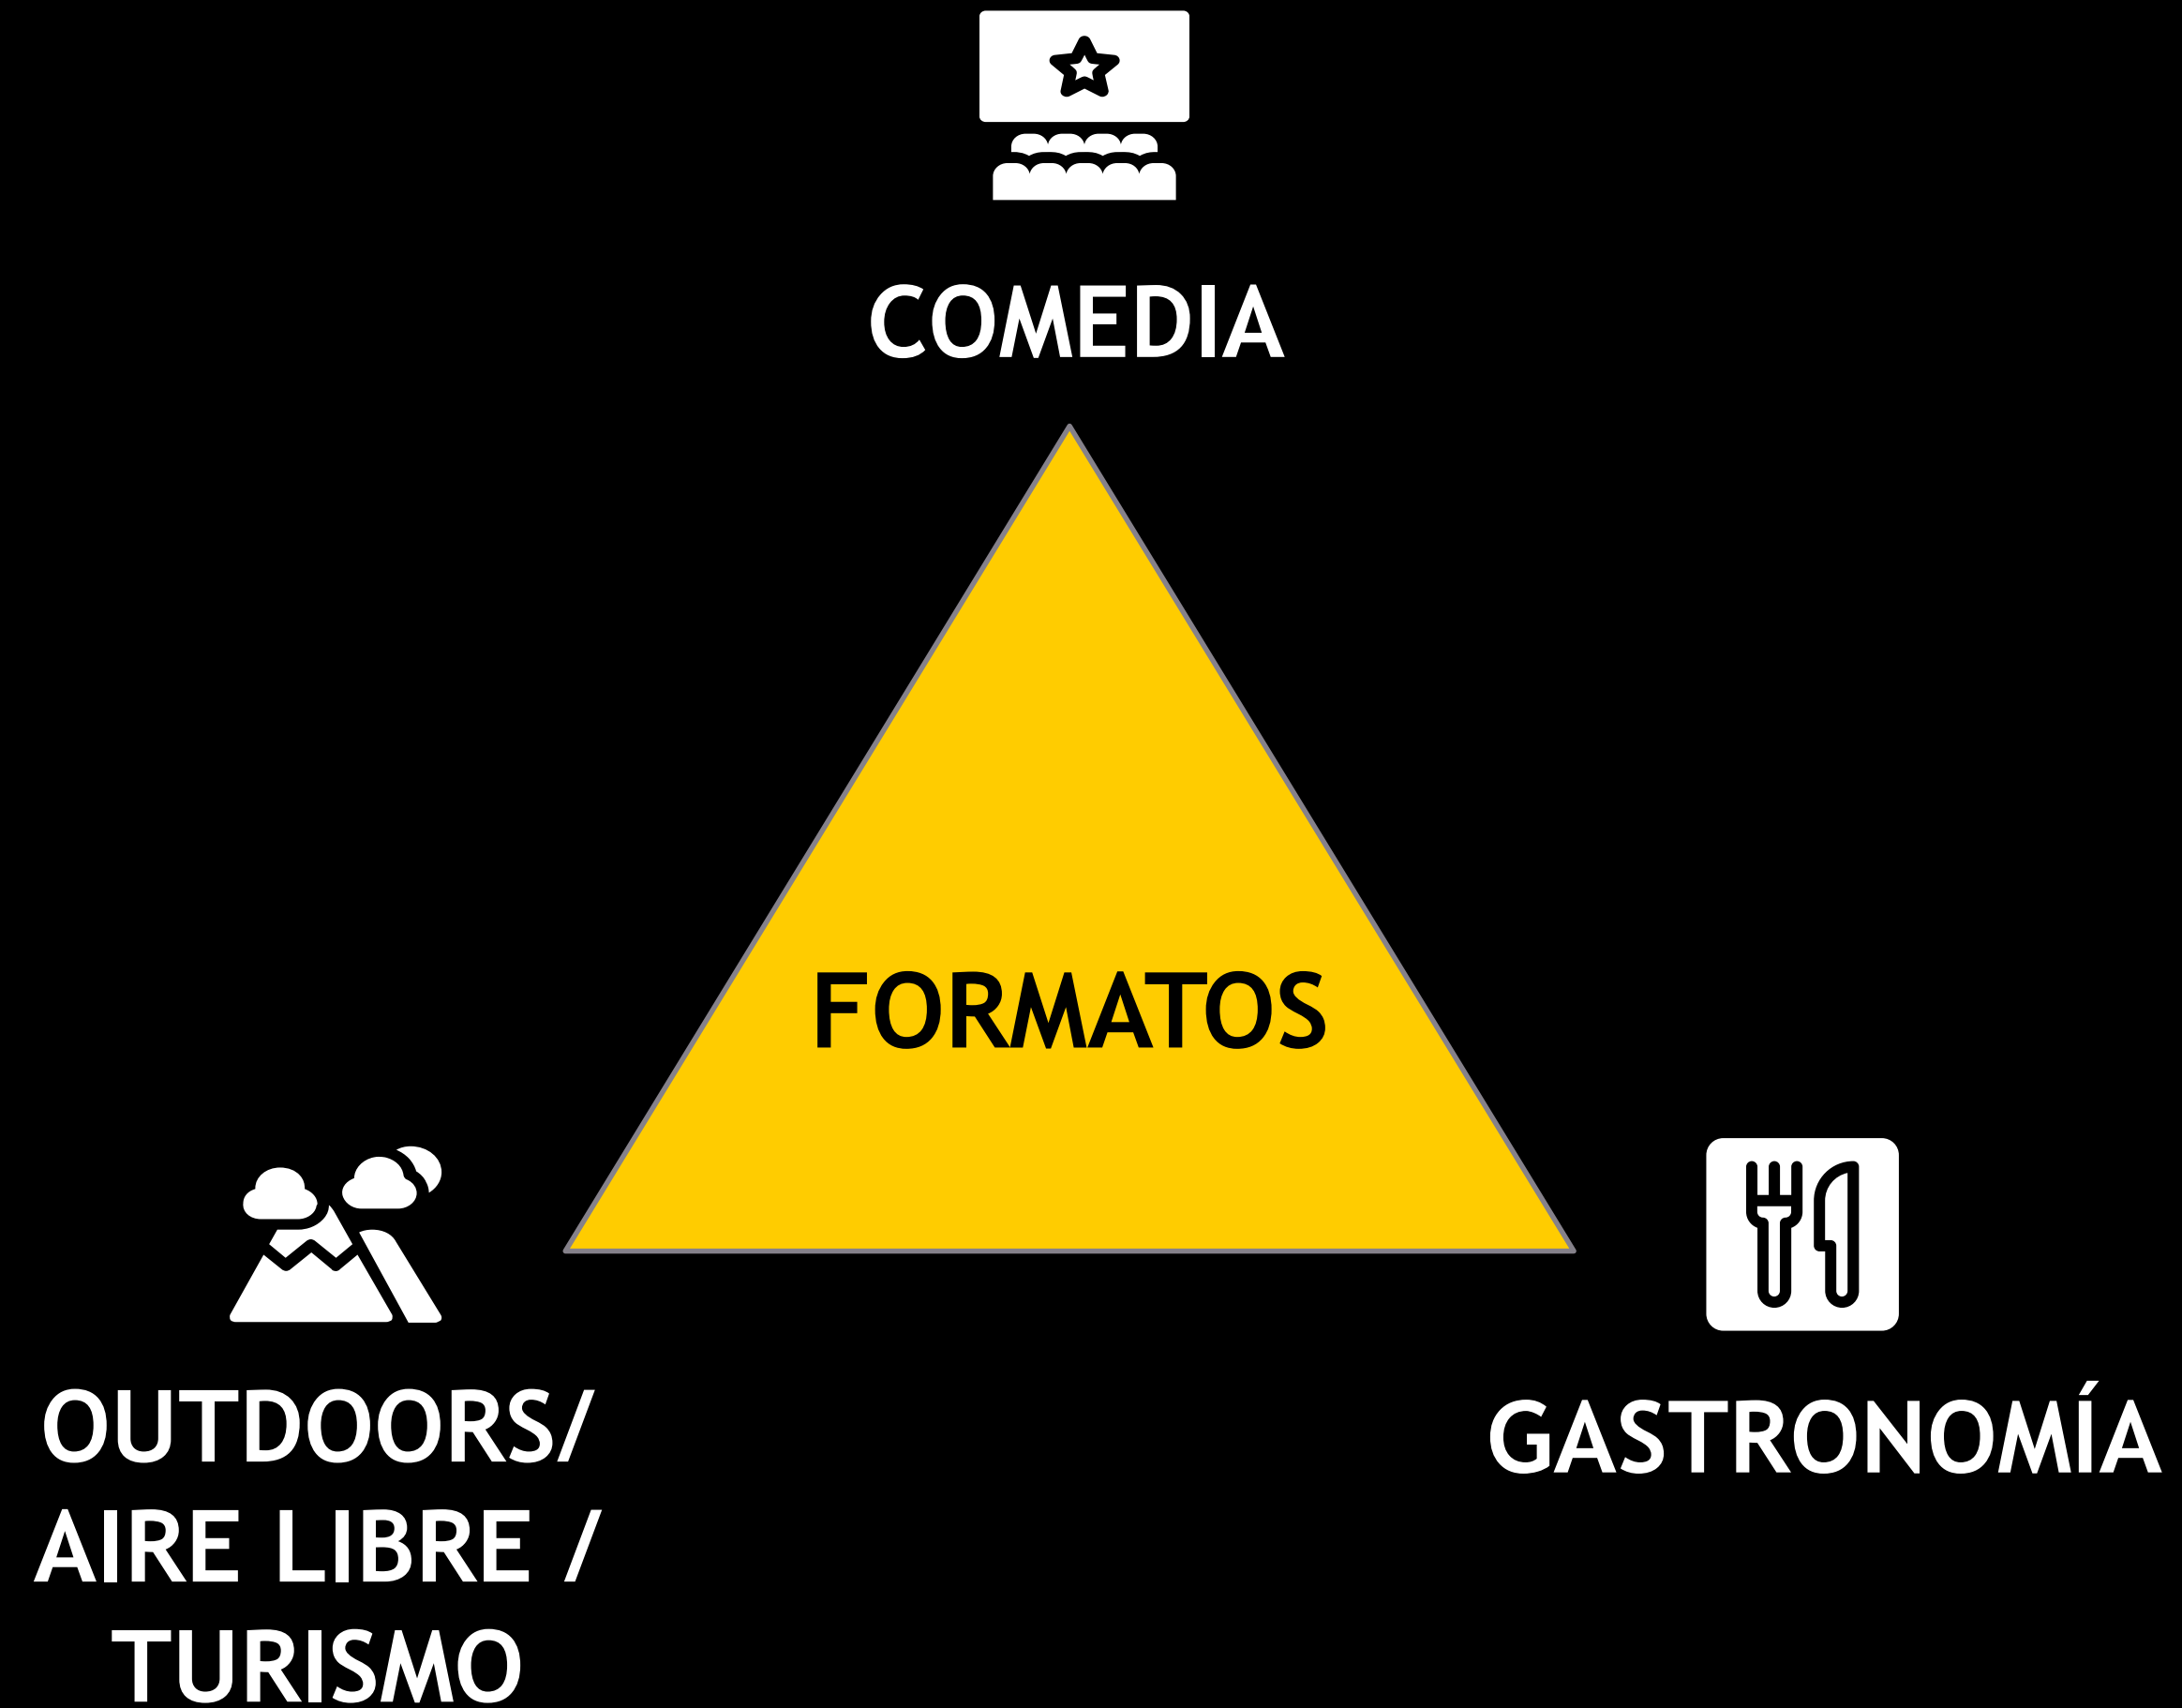 COMEDIA
FORMATOS
OUTDOORS/
AIRE LIBRE /
TURISMO
GASTRONOMÍA